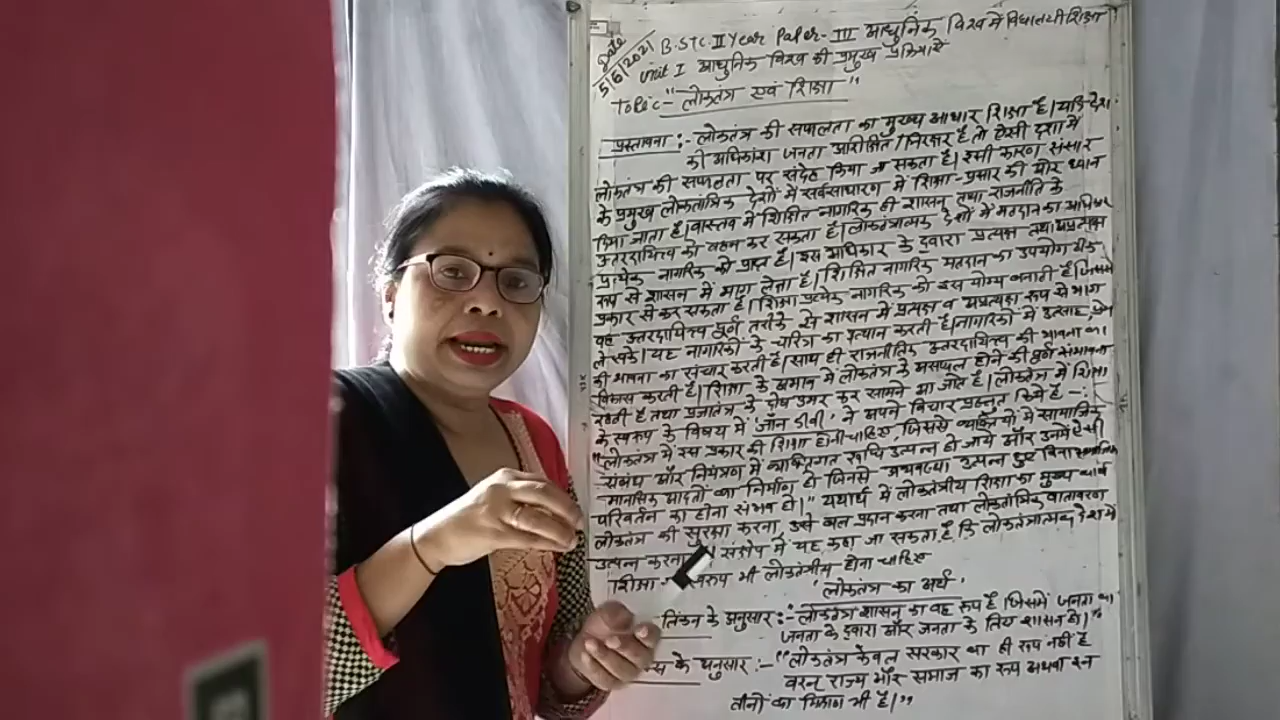 Date 5/6/2021
B.STC. II Year Paper-III आधुनिक विश्व में विद्यालयी शिक्षा
Unit I आधुनिक विश्व की प्रमुख प्रक्रियायें
Topic- "लोकतंत्र एवं शिक्षा"
प्रस्तावना :- लोकतंत्र की सफलता का मुख्य आधार शिक्षा है। यदि देश
की अधिकांश जनता अशिक्षित / निरक्षर है तो ऐसी दशा में
लोकतंत्र की सफलता पर संदेह किया जा सकता है। इसी कारण संसार
के प्रमुख लोकतांत्रिक देशों में सर्वसाधारण में शिक्षा-प्रसार की ओर ध्यान
दिया जाता है। वास्तव में शिक्षित नागरिक ही शासन तथा राजनीति के
उत्तरदायित्व को वहन कर सकता है। लोकतंत्रात्मक देशों में मतदान का अधिकार
प्रत्येक नागरिक को प्राप्त है। इस अधिकार के द्वारा प्रत्यक्ष तथा अप्रत्यक्ष
रूप से शासन में भाग लेता है। शिक्षित नागरिक मतदान का उपयोग ठीक
प्रकार से कर सकता है। शिक्षा प्रत्येक नागरिक को इस योग्य बनाती है। जिससे
वह उत्तरदायित्व पूर्ण तरीके से शासन में प्रत्यक्ष व अप्रत्यक्ष रूप से भाग
ले सके। यह नागरिकों के चरित्र का उत्थान करती है। नागरिकों में उत्साह, प्रेम
की भावना का संचार करती है। साथ ही राजनीतिक उत्तरदायित्व की भावना का
विकास करती है। शिक्षा के अभाव में लोकतंत्र के असफल होने की पूर्ण संभावना
रहती है तथा प्रजातंत्र के दोष उभर कर सामने आ जाते है। लोकतंत्र में शिक्षा
के स्वरूप के विषय में 'जॉन डीवी' ने अपने विचार प्रस्तुत किये है -:
"लोकतंत्र में इस प्रकार की शिक्षा होनी चाहिए, जिससे व्यक्तियों में सामाजिक
संबंध और नियंत्रण में व्यक्तिगत रूचि उत्पन्न हो जाये और उनमें ऐसी
मानसिक आदतों का निर्माण हो जिनसे अव्यवस्था उत्पन्न हुए बिना सामाजिक
परिवर्तन का होना संभव हो।" यथार्थ में लोकतंत्रीय शिक्षा का मुख्य कार्य
लोकतंत्र की सुरक्षा करना, उसे बल प्रदान करना तथा लोकतांत्रिक वातावरण
उत्पन्न करना संक्षेप में यह कहा जा सकता है कि लोकतंत्रात्मक देश में
शिक्षा स्वरूप भी लोकतंत्रीय होना चाहिए
'लोकतंत्र का अर्थ'
लिंकन के अनुसार :- "लोकतंत्र शासन का वह रूप है जिसमें जनता का
जनता के द्वारा और जनता के लिए शासन हो।"
के अनुसार :- "लोकतंत्र केवल सरकार का ही रूप नहीं है
वरन् राज्य और समाज का रूप अथवा इन
तीनों का मिश्रण भी है।"